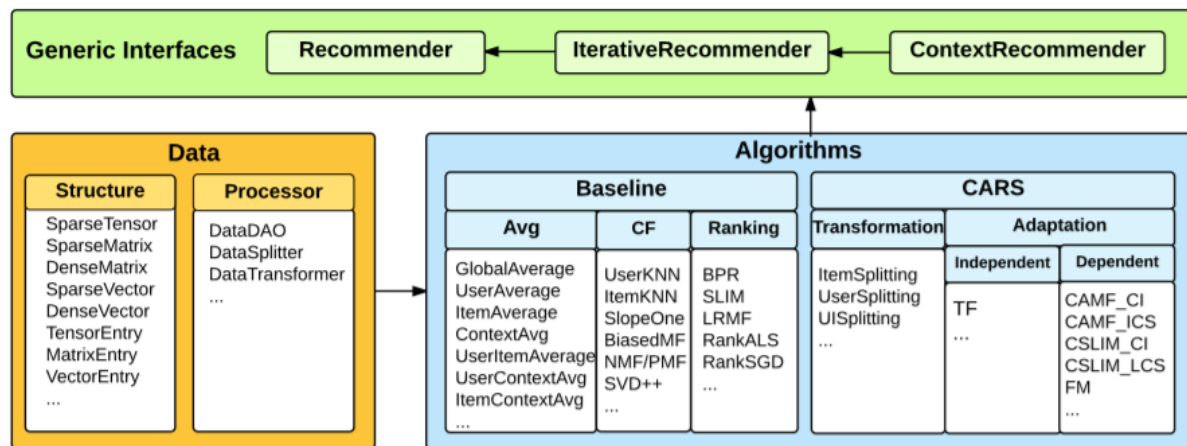 Generic Interfaces
Recommender
IterativeRecommender
ContextRecommender
Data
Structure
SparseTensor
SparseMatrix
DenseMatrix
SparseVector
DenseVector
TensorEntry
MatrixEntry
VectorEntry
...
Processor
DataDAO
DataSplitter
DataTransformer
...
Algorithms
Baseline
Avg
GlobalAverage
UserAverage
ItemAverage
ContextAvg
UserItemAverage
UserContextAvg
ItemContextAvg
...
CF
UserKNN
ItemKNN
SlopeOne
BiasedMF
NMF/PMF
SVD++
...
Ranking
BPR
SLIM
LRMF
RankALS
RankSGD
...
CARS
Transformation
ItemSplitting
UserSplitting
UISplitting
...
Adaptation
Independent
TF
...
Dependent
CAMF_CI
CAMF_ICS
CSLIM_CI
CSLIM_LCS
FM
...